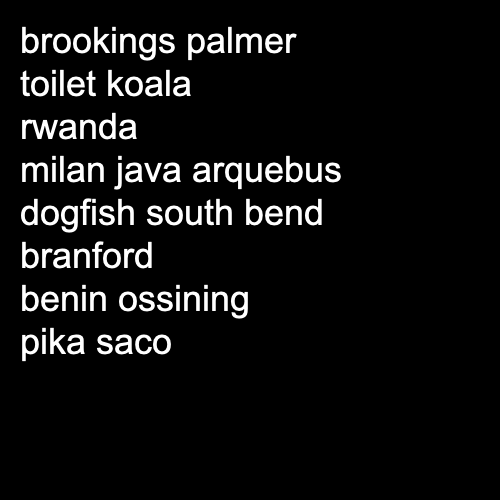 brookings palmer
toilet koala
rwanda
milan java arquebus
dogfish south bend
branford
benin ossining
pika saco